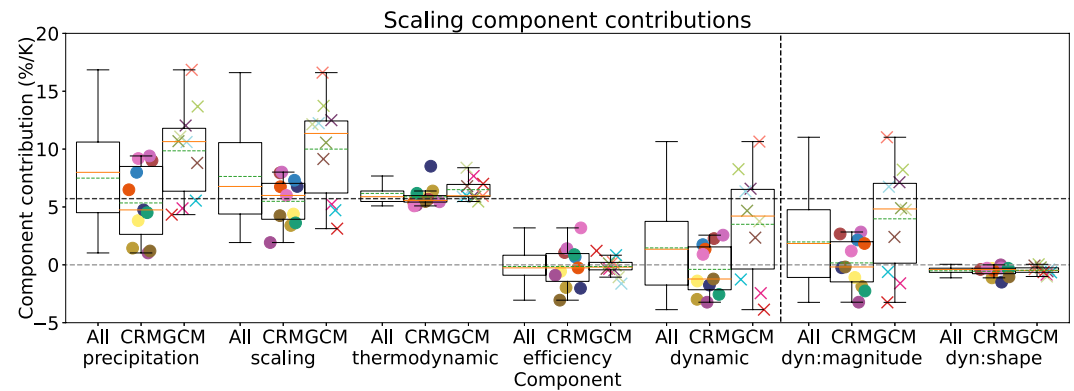 Scaling component contributions
Component contribution (%/K)
20
15
10
5
0
−5
All CRMGCM All CRMGCM All CRMGCM All CRMGCM All CRMGCM All CRMGCM All CRMGCM
precipitation scaling thermodynamic efficiency dynamic dyn:magnitude dyn:shape
Component